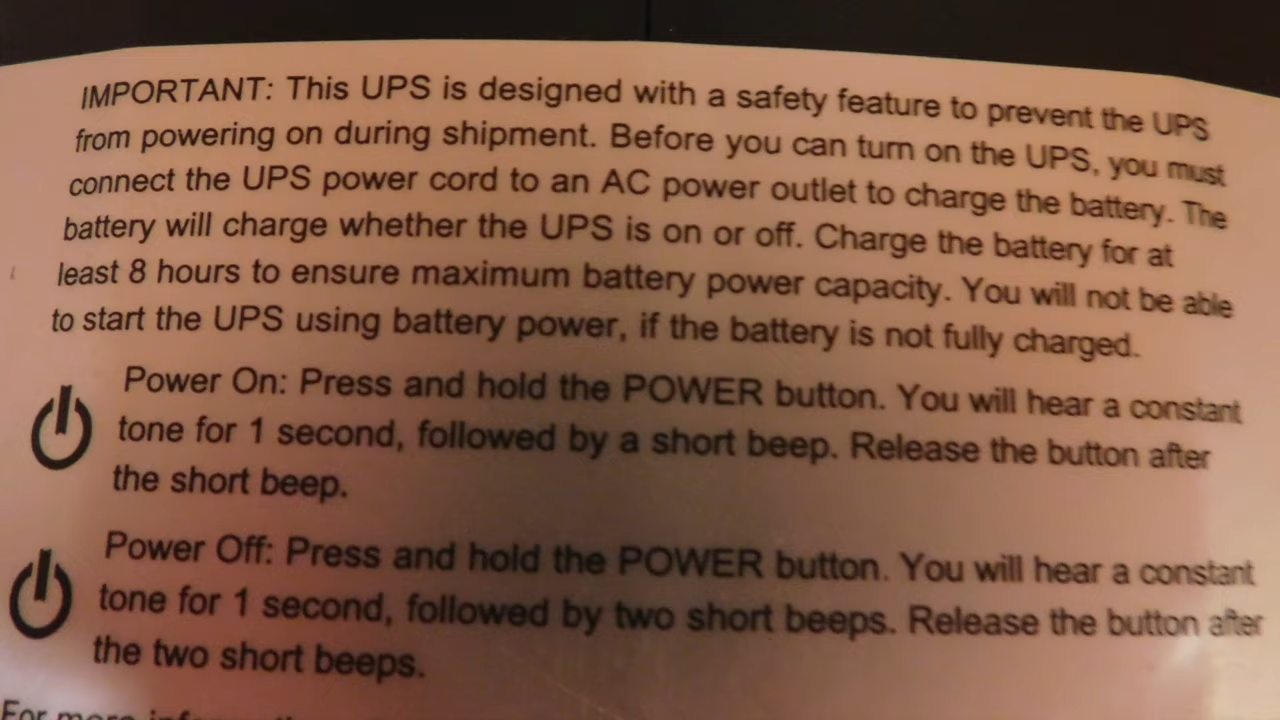 IMPORTANT: This UPS is designed with a safety feature to prevent the UPS
from powering on during shipment. Before you can turn on the UPS, you must
connect the UPS power cord to an AC power outlet to charge the battery. The
battery will charge whether the UPS is on or off. Charge the battery for at
least 8 hours to ensure maximum battery power capacity. You will not be able
to start the UPS using battery power, if the battery is not fully charged.
Power On: Press and hold the POWER button. You will hear a constant
tone for 1 second, followed by a short beep. Release the button after
the short beep.
Power Off: Press and hold the POWER button. You will hear a constant
tone for 1 second, followed by two short beeps. Release the button after
the two short beeps.
For more